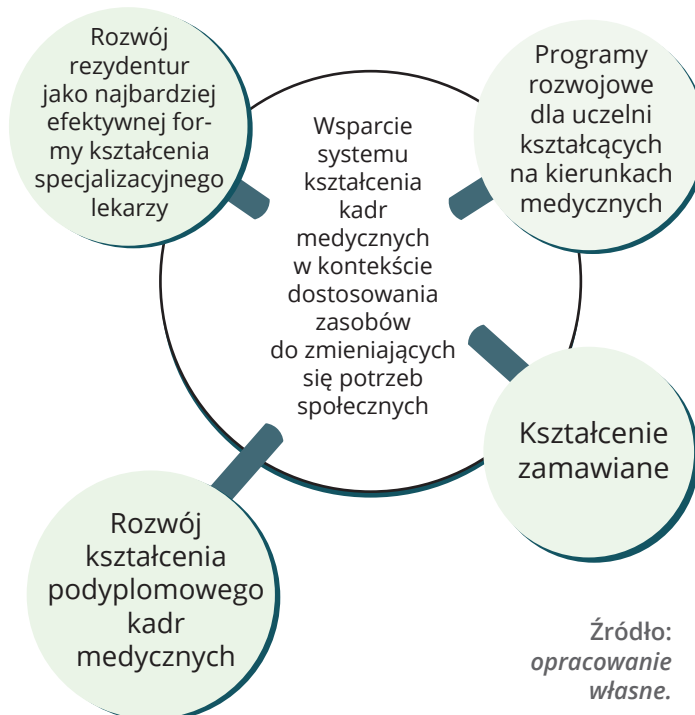 Rozwój
rezydentur
jako najbardziej
efektywnej for-
my kształcenia
specjalizacyjnego
lekarzy
Programy
rozwojowe
dla uczelni
kształcących
na kierunkach
medycznych
Wsparcie
systemu
kształcenia
kadr
medycznych
w kontekście
dostosowania
zasobów
do zmieniających
się potrzeb
społecznych
Kształcenie
zamawiane
Rozwój
kształcenia
podyplomowego
kadr
medycznych
Źródło:
opracowanie
własne.